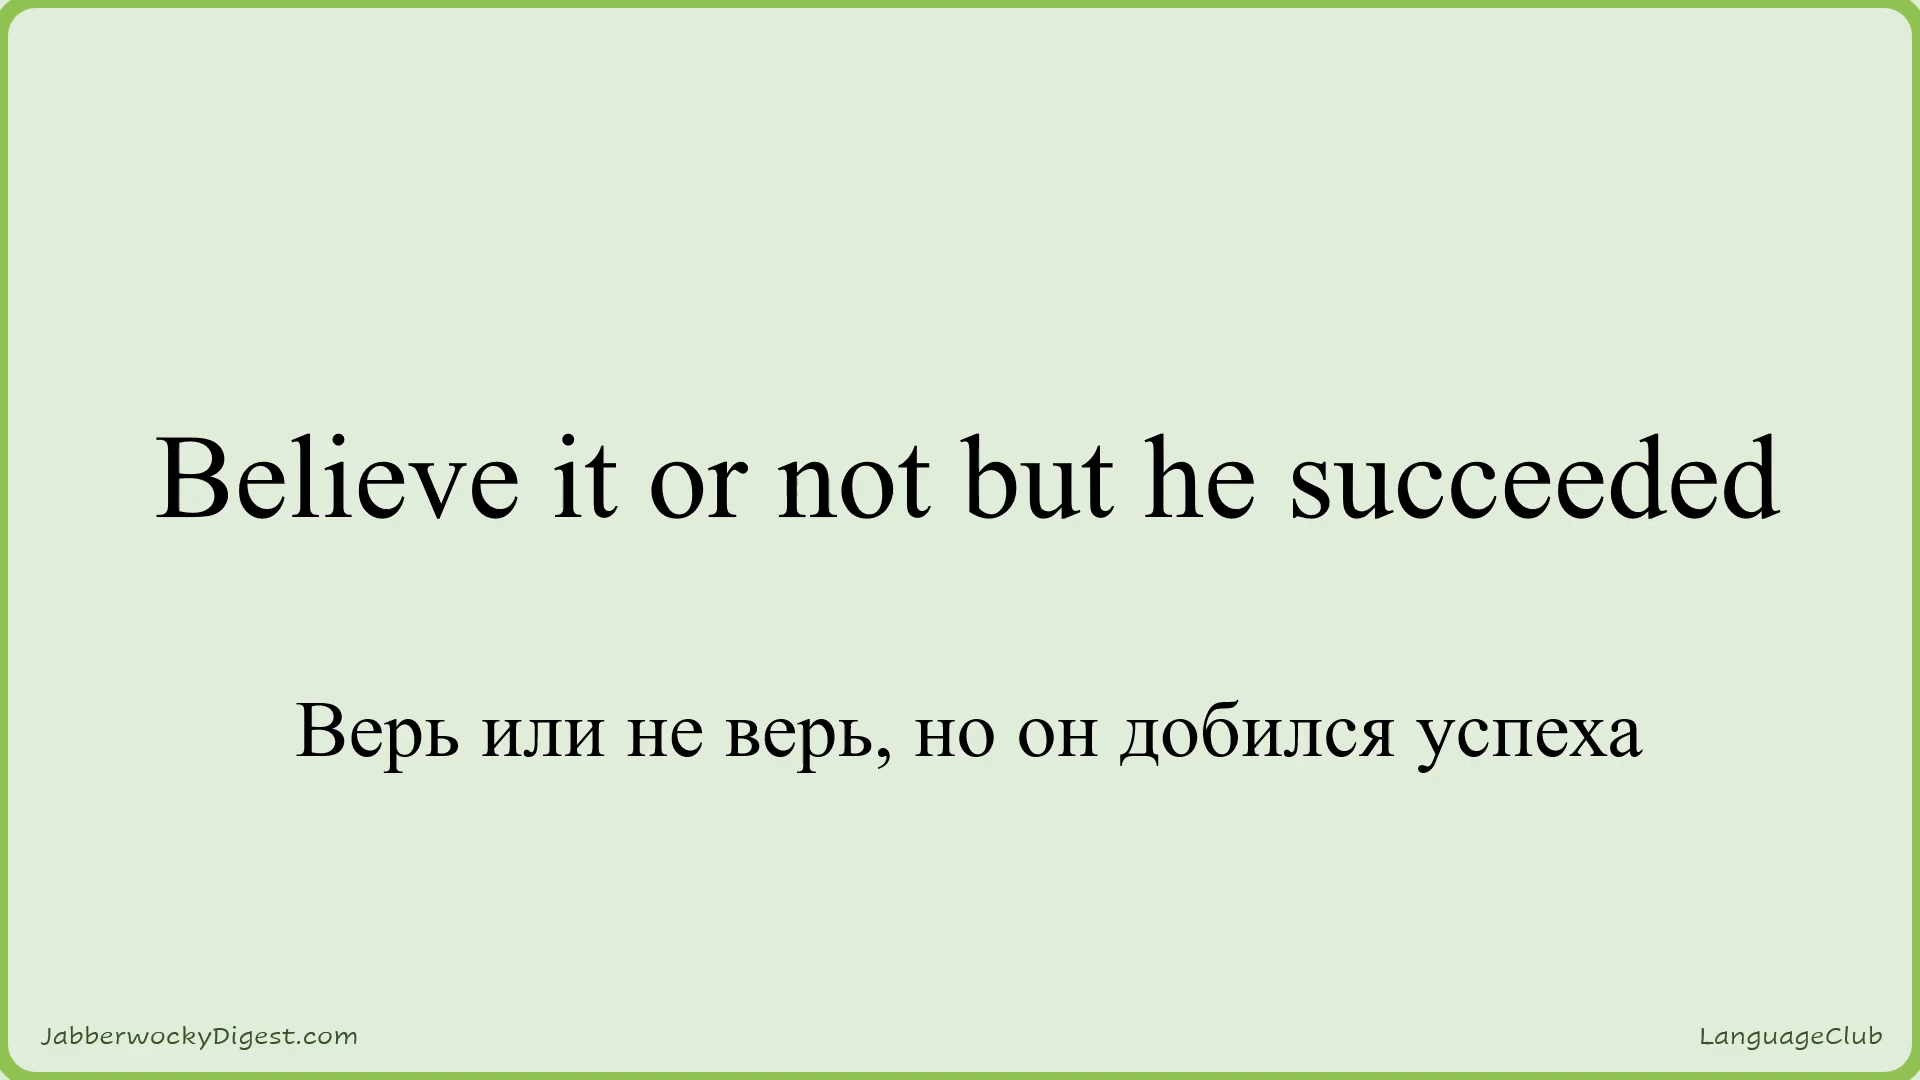 Believe it or not but he succeeded
Верь или не верь, но он добился успеха
JabberwockyDigest.com
LanguageClub